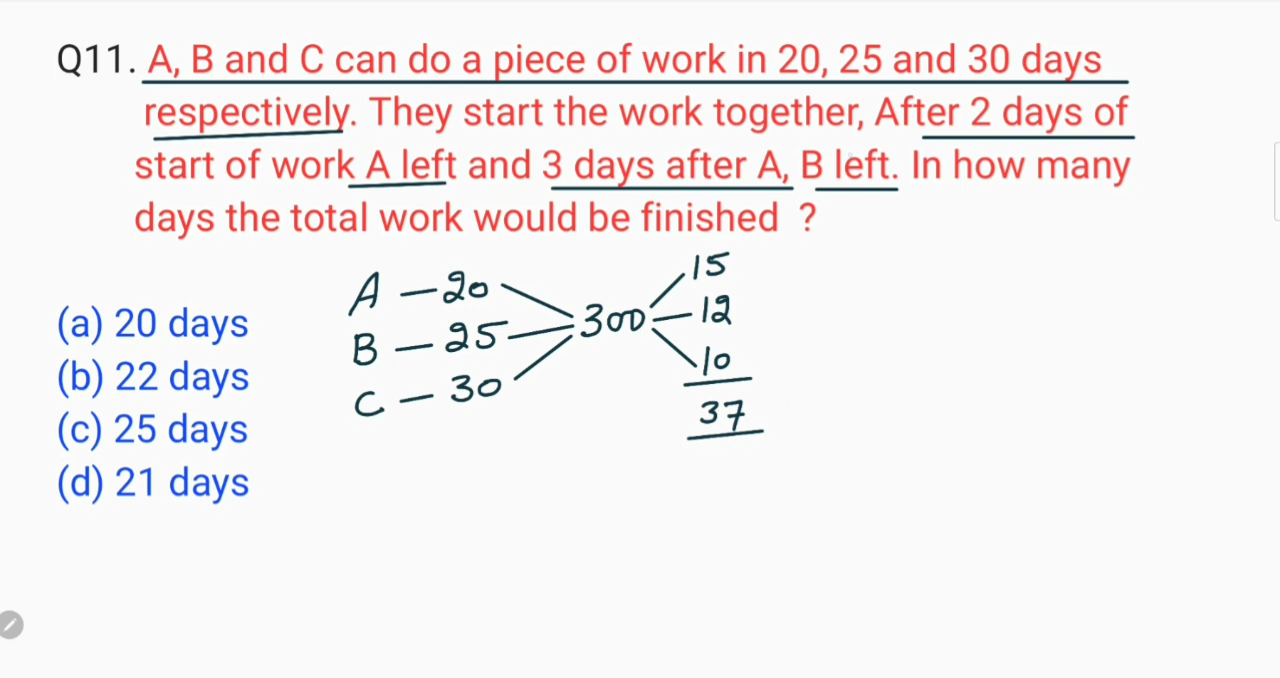 Q11. A, B and C can do a piece of work in 20, 25 and 30 days
respectively. They start the work together, After 2 days of
start of work A left and 3 days after A, B left. In how many
days the total work would be finished ?
(a) 20 days
(b) 22 days
(c) 25 days
(d) 21 days
A – 20
B – 25
C – 30
300
15
12
10
37